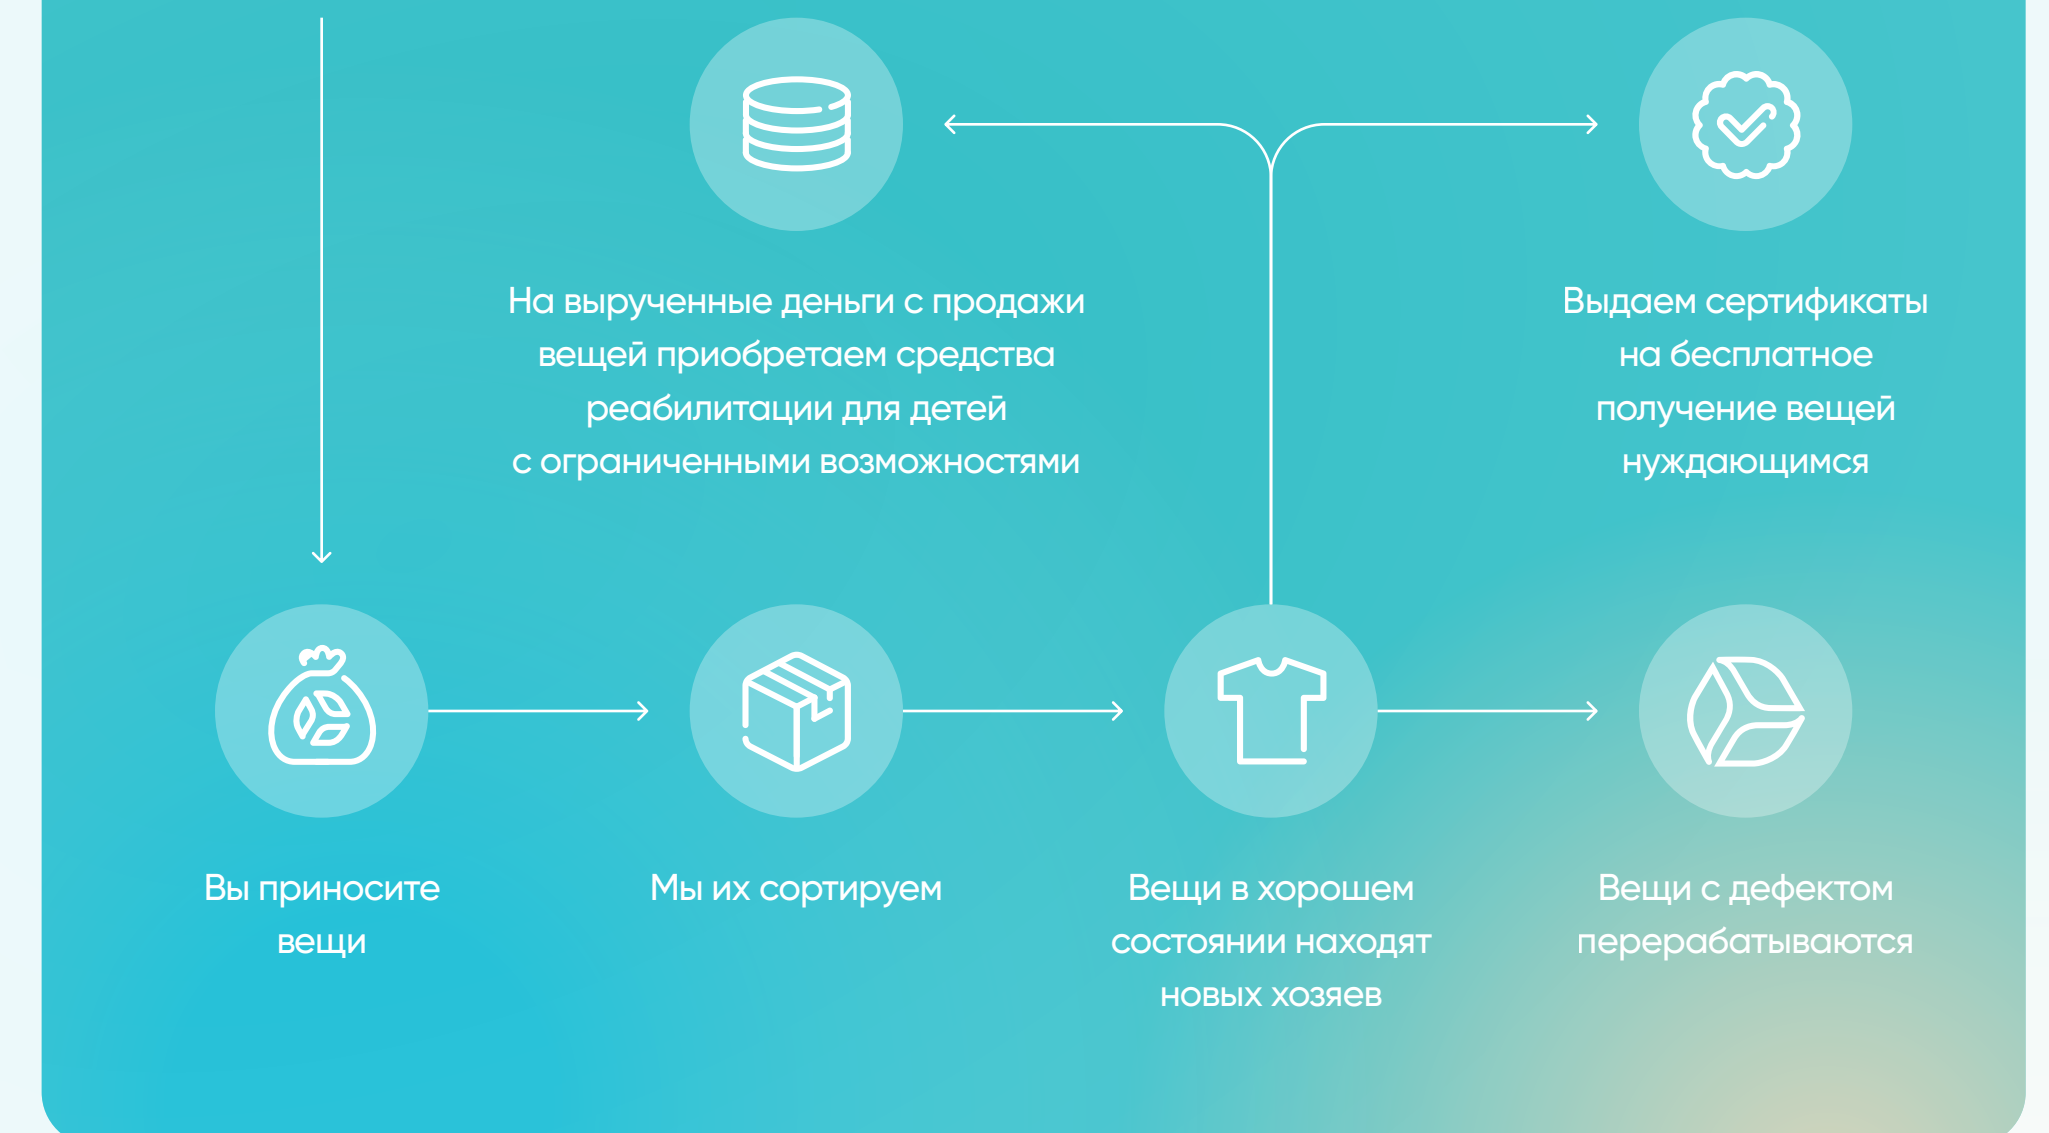 На вырученные деньги с продажи
вещей приобретаем средства
реабилитации для детей
с ограниченными возможностями
Выдаем сертификаты
на бесплатное
получение вещей
нуждающимся
Вы приносите
вещи
Мы их сортируем
Вещи в хорошем
состоянии находят
новых хозяев
Вещи с дефектом
перерабатываются